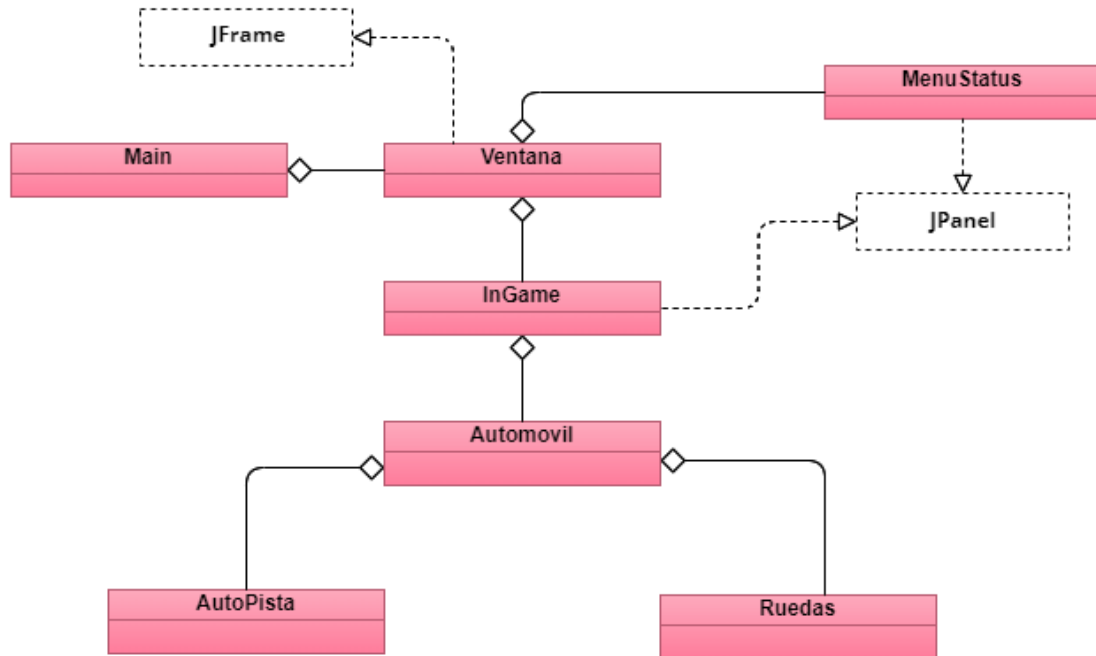 JFrame
MenuStatus
Main
Ventana
JPanel
InGame
Automovil
AutoPista
Ruedas